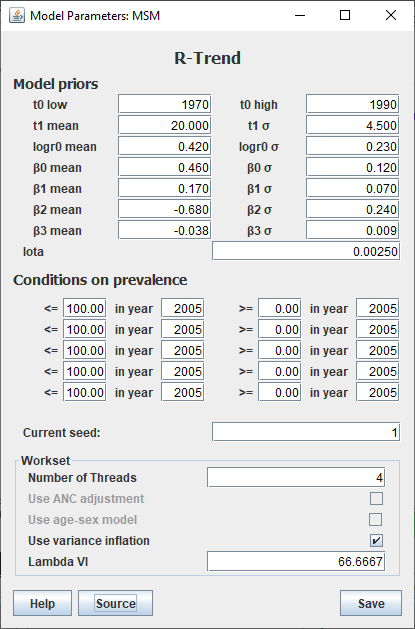 Model Parameters: MSM
R-Trend
Model priors
t0 low 1970 t0 high 1990
t1 mean 20.000 t1 σ 4.500
logr0 mean 0.420 logr0 σ 0.230
β0 mean 0.460 β0 σ 0.120
β1 mean 0.170 β1 σ 0.070
β2 mean -0.680 β2 σ 0.240
β3 mean -0.038 β3 σ 0.009
Iota 0.00250
Conditions on prevalence
<= 100.00 in year 2005 >= 0.00 in year 2005
<= 100.00 in year 2005 >= 0.00 in year 2005
<= 100.00 in year 2005 >= 0.00 in year 2005
<= 100.00 in year 2005 >= 0.00 in year 2005
<= 100.00 in year 2005 >= 0.00 in year 2005
Current seed: 1
Workset
Number of Threads 4
Use ANC adjustment
Use age-sex model
Use variance inflation
Lambda VI 66.6667
Help Source Save